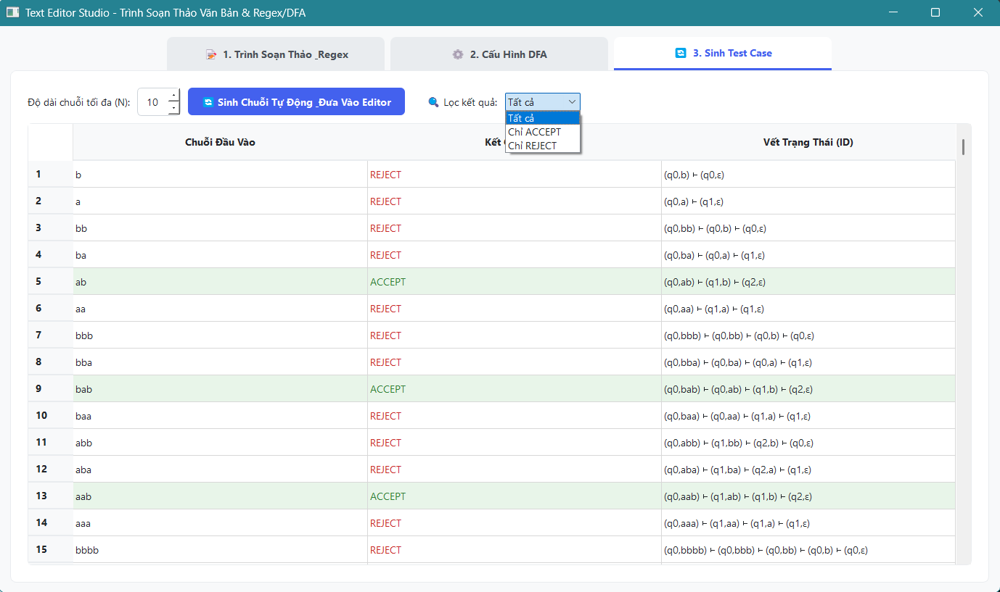 Text Editor Studio - Trình Soạn Thảo Văn Bản & Regex/DFA
1. Trình Soạn Thảo _Regex
2. Cấu Hình DFA
3. Sinh Test Case
Độ dài chuỗi tối đa (N): 10 Sinh Chuỗi Tự Động _Đưa Vào Editor Lọc kết quả: Tất cả
Tất cả
Chỉ ACCEPT
Chỉ REJECT
Chuỗi Đầu Vào Kết Vết Trạng Thái (ID)
1 b REJECT (q0,b) ⊢ (q0,ε)
2 a REJECT (q0,a) ⊢ (q1,ε)
3 bb REJECT (q0,bb) ⊢ (q0,b) ⊢ (q0,ε)
4 ba REJECT (q0,ba) ⊢ (q0,a) ⊢ (q1,ε)
5 ab ACCEPT (q0,ab) ⊢ (q1,b) ⊢ (q2,ε)
6 aa REJECT (q0,aa) ⊢ (q1,a) ⊢ (q1,ε)
7 bbb REJECT (q0,bbb) ⊢ (q0,bb) ⊢ (q0,b) ⊢ (q0,ε)
8 bba REJECT (q0,bba) ⊢ (q0,ba) ⊢ (q0,a) ⊢ (q1,ε)
9 bab ACCEPT (q0,bab) ⊢ (q0,ab) ⊢ (q1,b) ⊢ (q2,ε)
10 baa REJECT (q0,baa) ⊢ (q0,aa) ⊢ (q1,a) ⊢ (q1,ε)
11 abb REJECT (q0,abb) ⊢ (q1,bb) ⊢ (q2,b) ⊢ (q0,ε)
12 aba REJECT (q0,aba) ⊢ (q1,ba) ⊢ (q2,a) ⊢ (q1,ε)
13 aab ACCEPT (q0,aab) ⊢ (q1,ab) ⊢ (q1,b) ⊢ (q2,ε)
14 aaa REJECT (q0,aaa) ⊢ (q1,aa) ⊢ (q1,a) ⊢ (q1,ε)
15 bbbb REJECT (q0,bbbb) ⊢ (q0,bbb) ⊢ (q0,bb) ⊢ (q0,b) ⊢ (q0,ε)